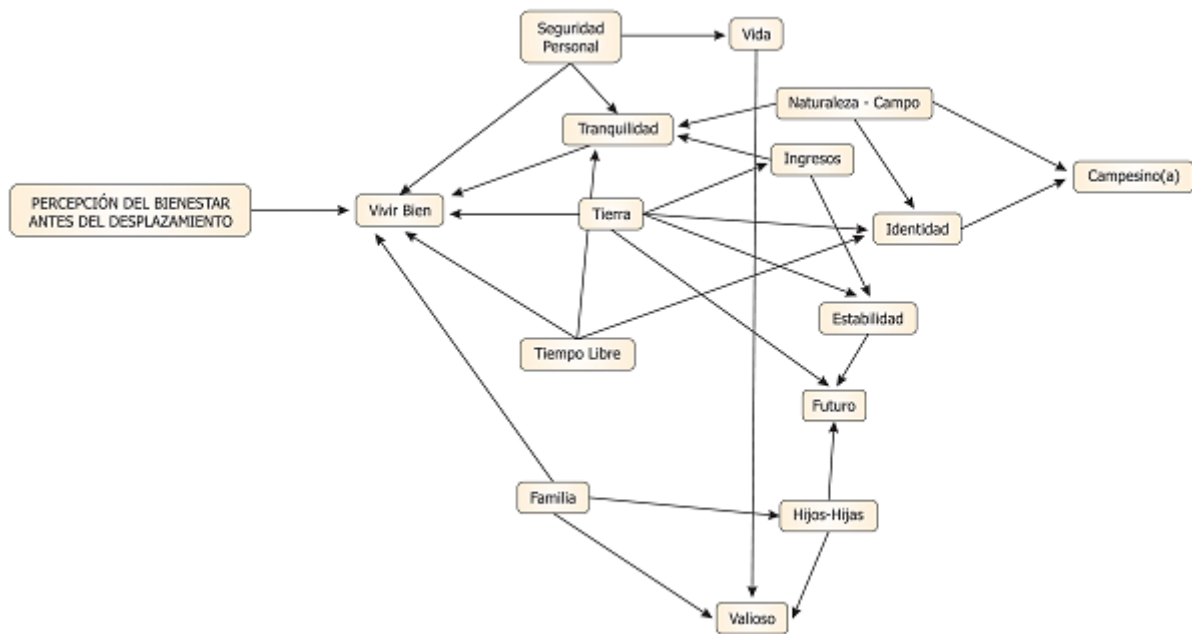 Seguridad
Personal
Vida
Naturaleza - Campo
Tranquilidad
Ingresos
Campesino(a)
PERCEPCIÓN DEL BIENESTAR
ANTES DEL DESPLAZAMIENTO
Vivir Bien
Tierra
Identidad
Estabilidad
Tiempo Libre
Futuro
Familia
Hijos-Hijas
Valioso